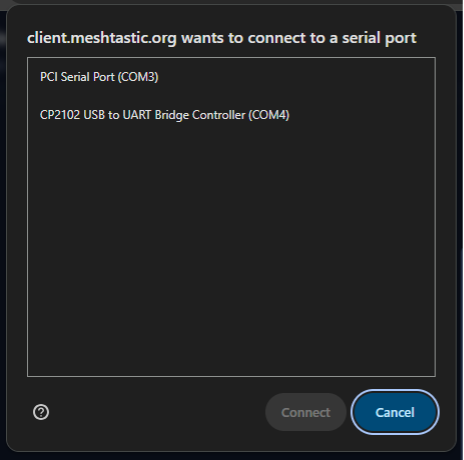 client.meshtastic.org wants to connect to a serial port
PCI Serial Port (COM3)
CP2102 USB to UART Bridge Controller (COM4)
?
Connect
Cancel